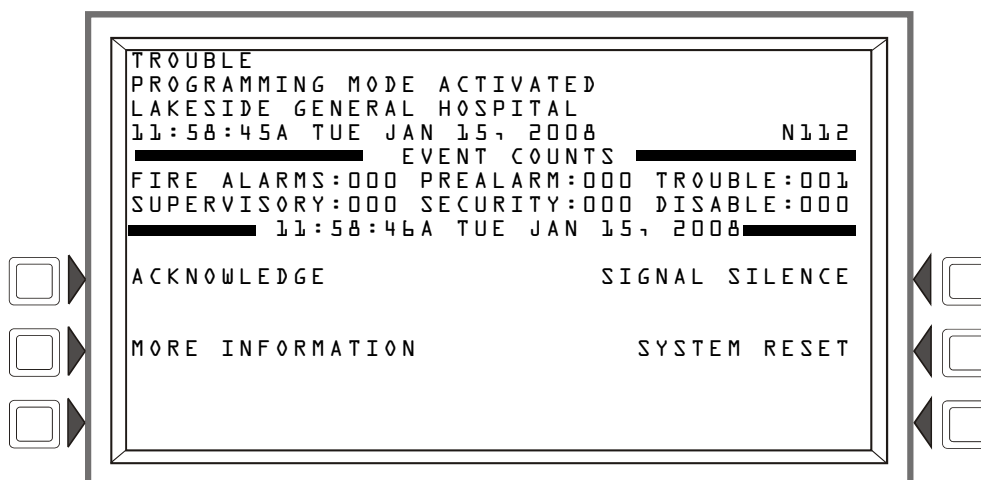 TROUBLE
PROGRAMMING MODE ACTIVATED
LAKESIDE GENERAL HOSPITAL
11:58:45A TUE JAN 15, 2008 N112
EVENT COUNTS
FIRE ALARMS:000 PREALARM:000 TROUBLE:001
SUPERVISORY:000 SECURITY:000 DISABLE:000
11:58:46A TUE JAN 15, 2008
ACKNOWLEDGE SIGNAL SILENCE
MORE INFORMATION SYSTEM RESET